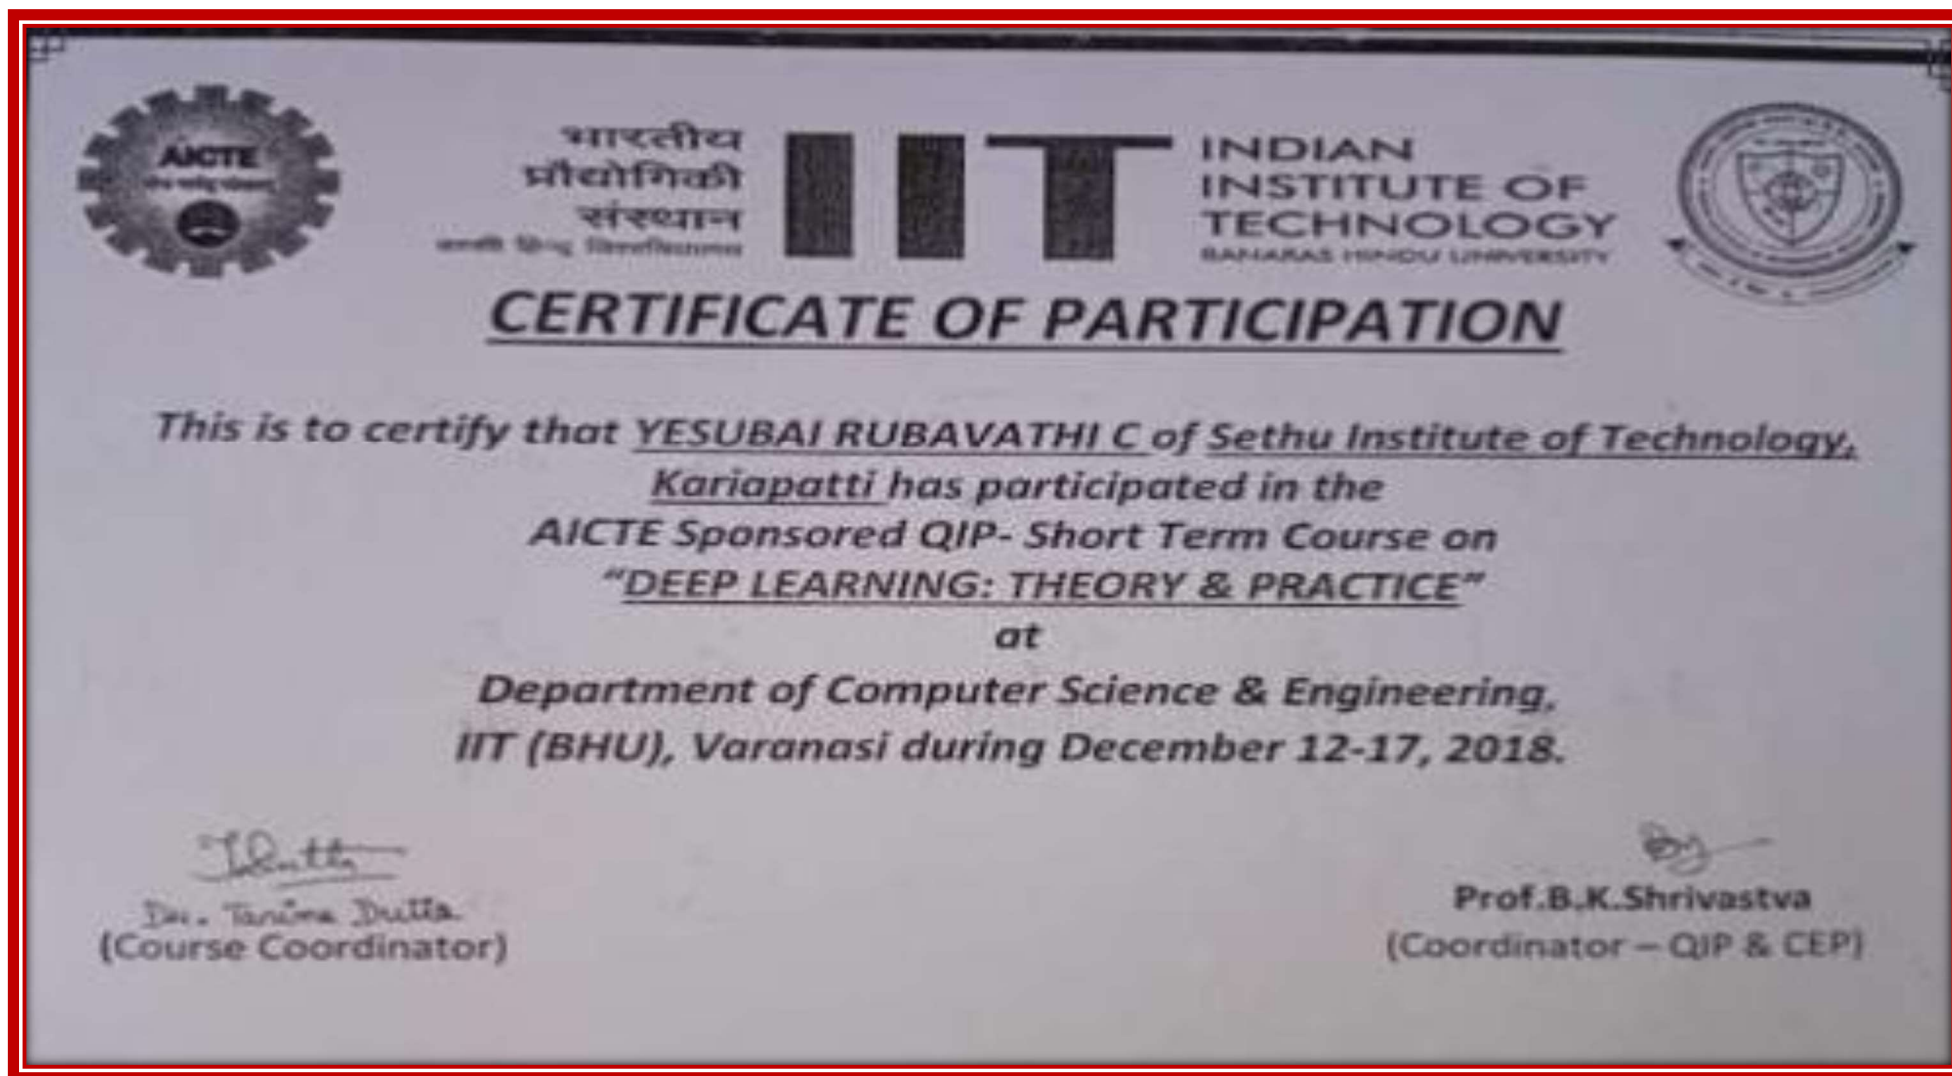 AICTE
भारतीय
प्रौद्योगिकी
संस्थान
काशी हिन्दू विश्वविद्यालय
IIT
INDIAN
INSTITUTE OF
TECHNOLOGY
BANARAS HINDU UNIVERSITY
CERTIFICATE OF PARTICIPATION
This is to certify that YESUBAI RUBAVATHI C of Sethu Institute of Technology,
Kariapatti has participated in the
AICTE Sponsored QIP- Short Term Course on
"DEEP LEARNING: THEORY & PRACTICE"
at
Department of Computer Science & Engineering,
IIT (BHU), Varanasi during December 12-17, 2018.
Dr. Tanima Dutta
(Course Coordinator)
Prof.B.K.Shrivastva
(Coordinator – QIP & CEP)